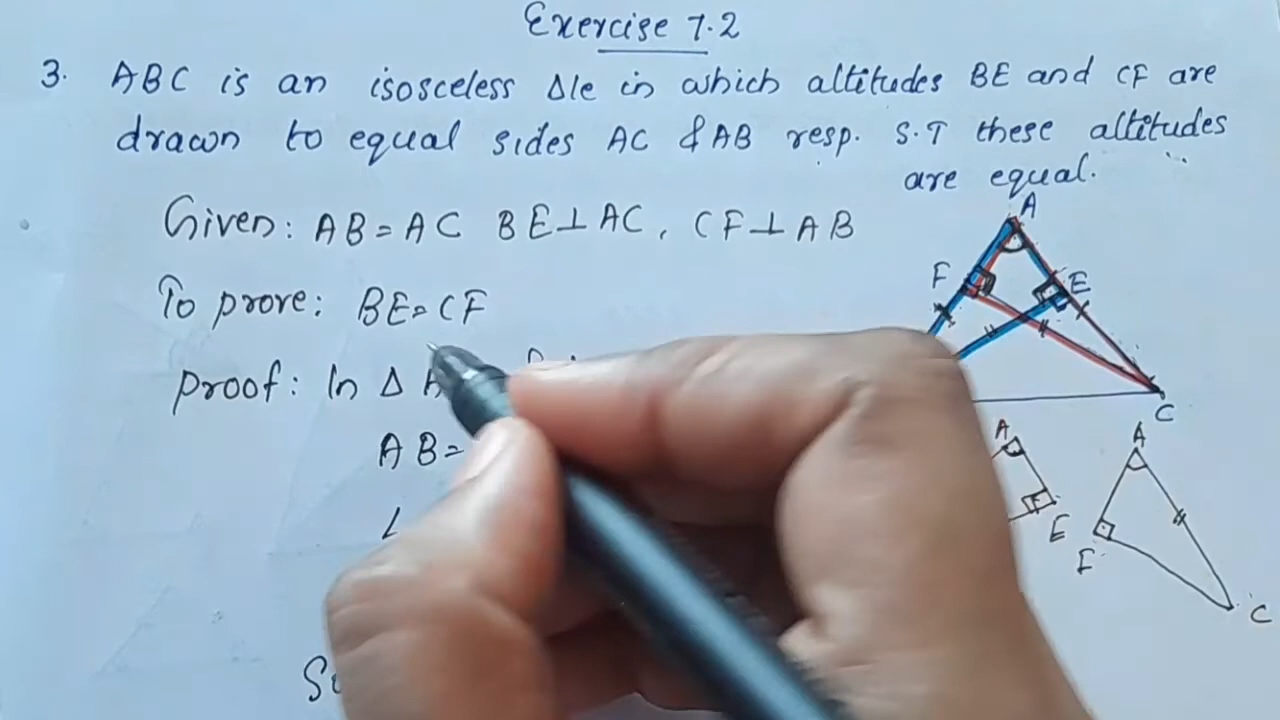 Exercise 7.2
3. ABC is an isosceless Δle in which altitudes BE and CF are
drawn to equal sides AC & AB resp. S.T these altitudes
are equal.
Given: AB = AC BE ⊥ AC, CF ⊥ AB
To prove: BE = CF
Proof: In Δ A
AB =
∠
A
F
E
C
A
E
A
F
C